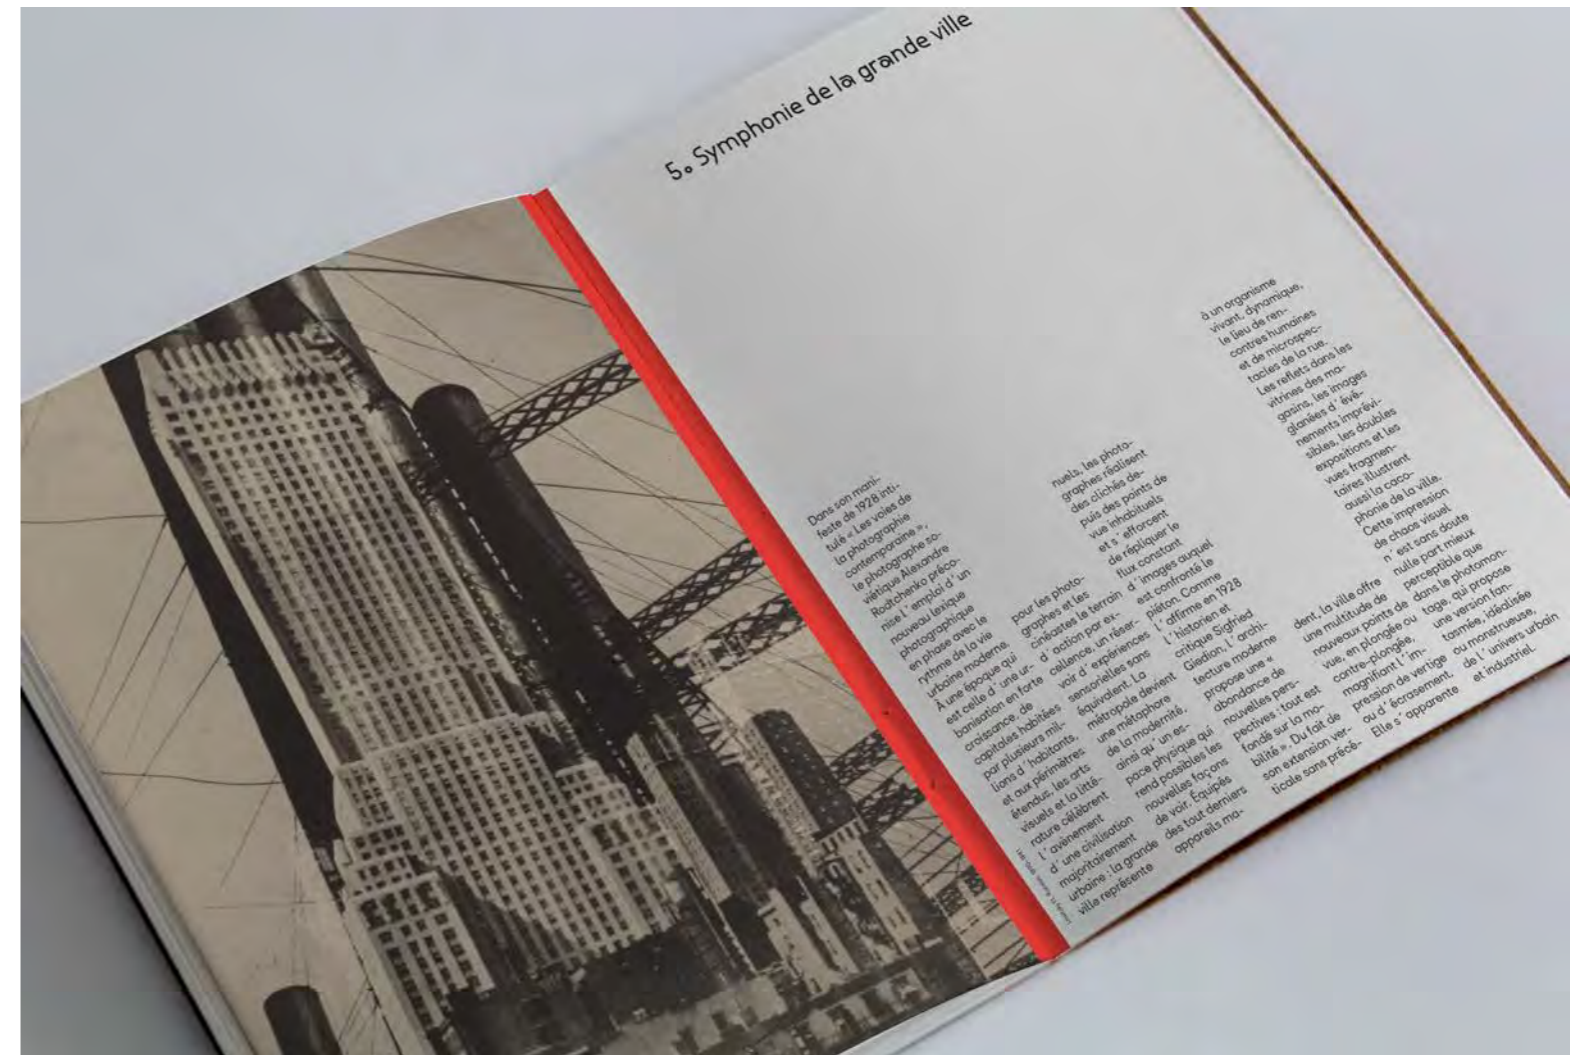 5. Symphonie de la grande ville
Dans son mani-
feste de 1928 inti-
tulé « Les voies de
la photographie
contemporaine »,
le photographe so-
viétique Alexandre
Rodtchenko préco-
nise l´emploi d´un
nouveau lexique
photographique
en phase avec le
rythme de la vie
urbaine moderne.
À une époque qui
est celle d´une ur-
banisation en forte
croissance, de
capitales habitées
par plusieurs mil-
lions d´habitants,
et aux périmètres
étendus, les arts
visuels et la litté-
rature célèbrent
l´avènement
d´une civilisation
majoritairement
urbaine : la grande
ville représente
pour les photo-
graphes et les
cinéastes le terrain
d´action par ex-
cellence, un réser-
voir d´expériences
sensorielles sans
équivalent. La
métropole devient
une métaphore
de la modernité,
ainsi qu´un es-
pace physique qui
rend possibles les
nouvelles façons
de voir. Équipés
des tout derniers
appareils ma-
nuels, les photo-
graphes réalisent
des clichés de-
puis des points de
vue inhabituels
et s´efforcent
de répliquer le
flux constant
d´images auquel
est confronté le
piéton. Comme
l´affirme en 1928
l´historien et
critique Sigfried
Giedion, l´archi-
tecture moderne
propose une «
abondance de
nouvelles pers-
pectives : tout est
fondé sur la mo-
bilité ». Du fait de
son extension ver-
ticale sans précé-
dent, la ville offre
une multitude de
nouveaux points de
vue, en plongée ou
contre-plongée,
magnifiant l´im-
pression de vertige
ou d´écrasement.
Elle s´apparente
à un organisme
vivant, dynamique,
le lieu de ren-
contres humaines
et de microspec-
tacles de la rue.
Les reflets dans les
vitrines des ma-
gasins, les images
glanées d´évé-
nements imprévi-
sibles, les doubles
expositions et les
vues fragmen-
taires illustrent
aussi la caco-
phonie de la ville.
Cette impression
de chaos visuel
n´est sans doute
nulle part mieux
perceptible que
dans le photomon-
tage, qui propose
une version fan-
tasmée, idéalisée
ou monstrueuse,
de l´univers urbain
et industriel.